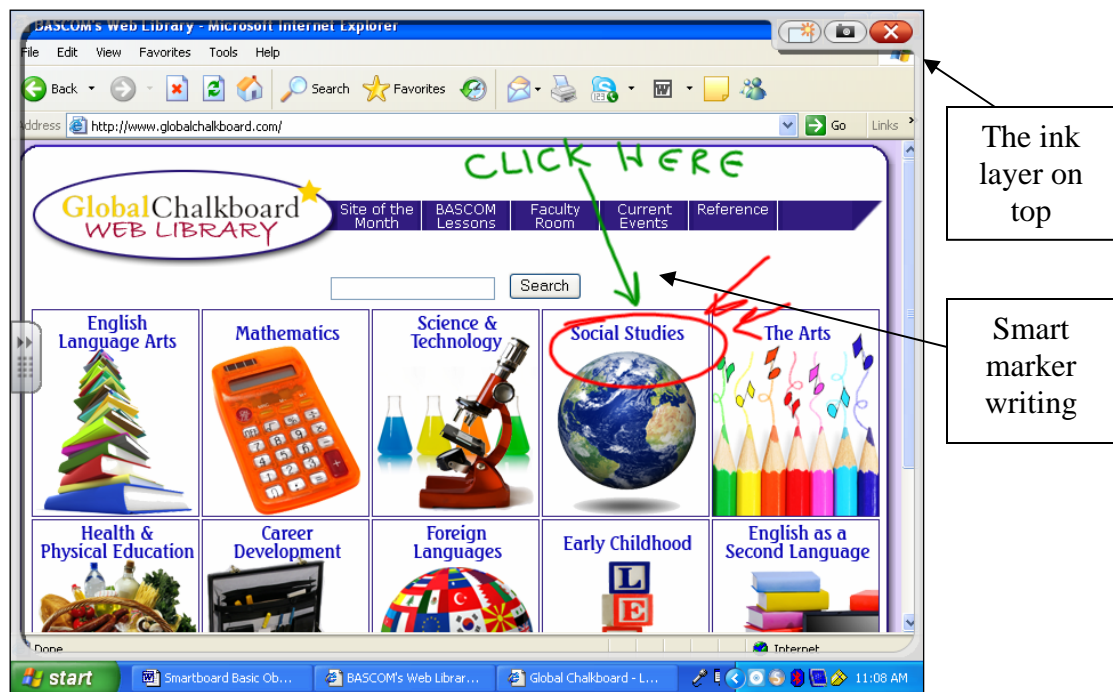 BASCOM's Web Library - Microsoft Internet Explorer
File Edit View Favorites Tools Help
Back Search Favorites
Address http://www.globalchalkboard.com/ Go Links
The ink
layer on
top
CLICK HERE
GlobalChalkboard
WEB LIBRARY
Site of the Month BASCOM Lessons Faculty Room Current Events Reference
Search
Smart
marker
writing
English Language Arts
Mathematics
Science & Technology
Social Studies
The Arts
Health & Physical Education
Career Development
Foreign Languages
Early Childhood
English as a Second Language
L
E
Done Internet
start Smartboard Basic Ob... BASCOM's Web Librar... Global Chalkboard - L... 11:08 AM